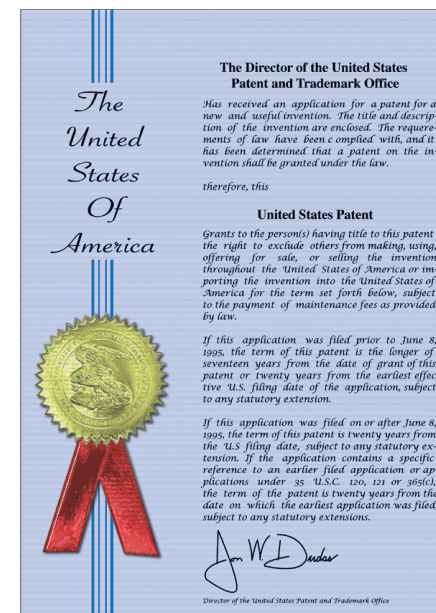 The
United
States
Of
America
The Director of the United States
Patent and Trademark Office
Has received an application for a patent for a
new and useful invention. The title and descrip-
tion of the invention are enclosed. The requere-
ments of law have been c omplied with, and it
has been determined that a patent on the in-
vention shall be granted under the law.
therefore, this
United States Patent
Grants to the person(s) having title to this patent
the right to exclude others from making, using,
offering for sale, or selling the invention
throughout the United States of America or im-
porting the invention into the United States of
America for the term set forth below, subject
to the payment of maintenance fees as provided
by law.
If this application was filed prior to June 8,
1995, the term of this patent is the longer of
seventeen years from the date of grant of this
patent or twenty years from the earliest effec
tive U.S. filing date of the application, subject
to any statutory extension.
If this application was filed on or after June 8,
1995, the term of this patent is twenty years from
the U.S filing date, subject to any statutory ex-
tension. If the application contains a specific
reference to an earlier filed application or ap-
plications under 35 U.S.C. 120, 121 or 365(c),
the term of the patent is twenty years from the
date on which the earliest application was filed,
subject to any statutory extensions.
Jon W. Dudas
Director of the United States Patent and Trademark Office